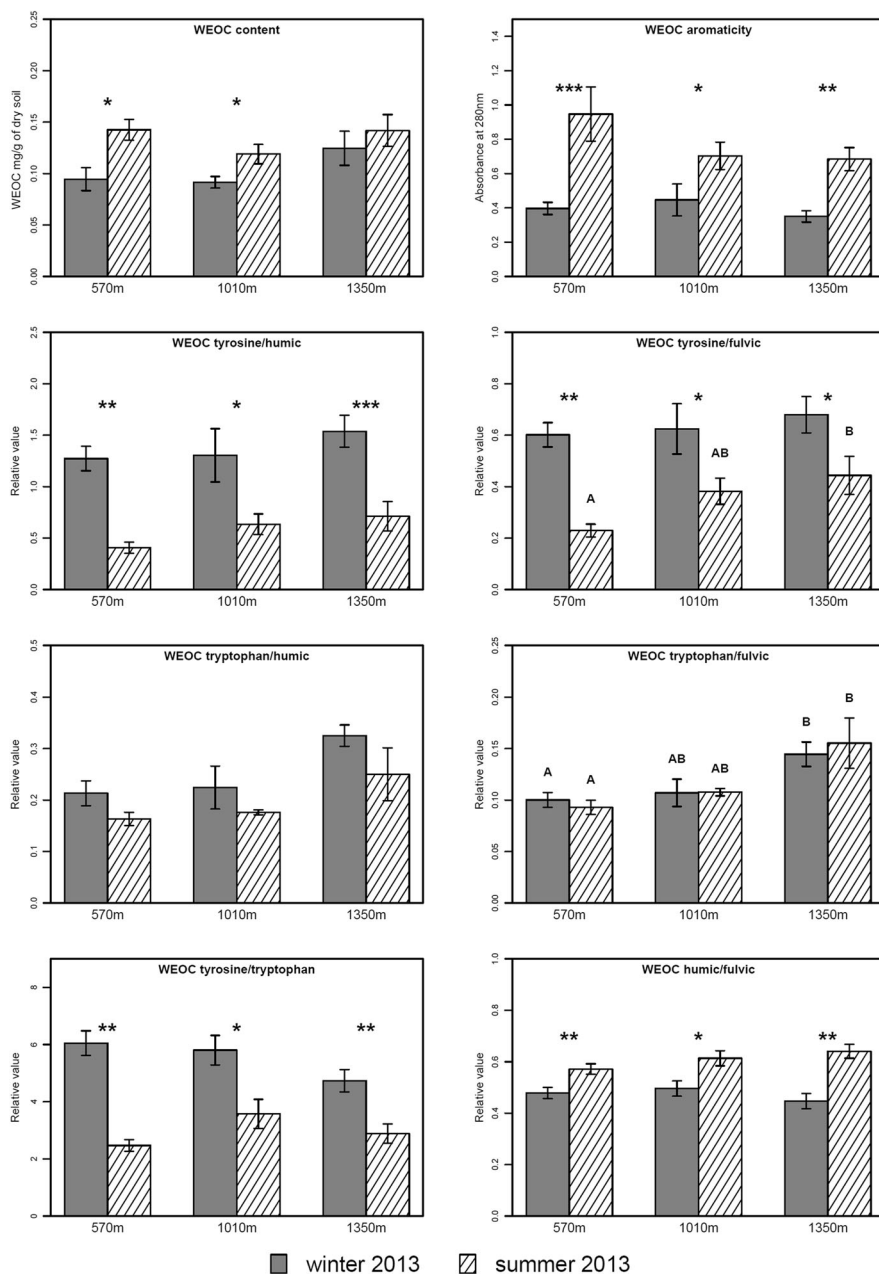 WEOC content
WEOC mg/g of dry soil
0.00 0.05 0.10 0.15 0.20 0.25
* *
570m 1010m 1350m
WEOC aromaticity
Absorbance at 280nm
0.0 0.2 0.4 0.6 0.8 1.0 1.2 1.4
*** * **
570m 1010m 1350m
WEOC tyrosine/humic
Relative value
0.0 0.5 1.0 1.5 2.0 2.5
** * ***
570m 1010m 1350m
WEOC tyrosine/fulvic
Relative value
0.0 0.2 0.4 0.6 0.8 1.0
** * *
A AB B
570m 1010m 1350m
WEOC tryptophan/humic
Relative value
0.0 0.1 0.2 0.3 0.4 0.5
570m 1010m 1350m
WEOC tryptophan/fulvic
Relative value
0.00 0.05 0.10 0.15 0.20 0.25
A A AB AB B B
570m 1010m 1350m
WEOC tyrosine/tryptophan
Relative value
0 2 4 6 8
** * **
570m 1010m 1350m
WEOC humic/fulvic
Relative value
0.0 0.2 0.4 0.6 0.8 1.0
** * **
570m 1010m 1350m
winter 2013 summer 2013